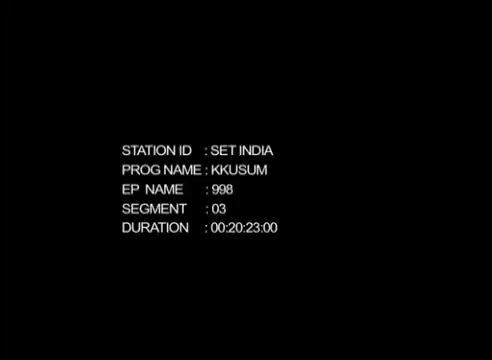 STATION ID : SET INDIA
PROG NAME : KKUSUM
EP NAME : 998
SEGMENT : 03
DURATION : 00:20:23:00